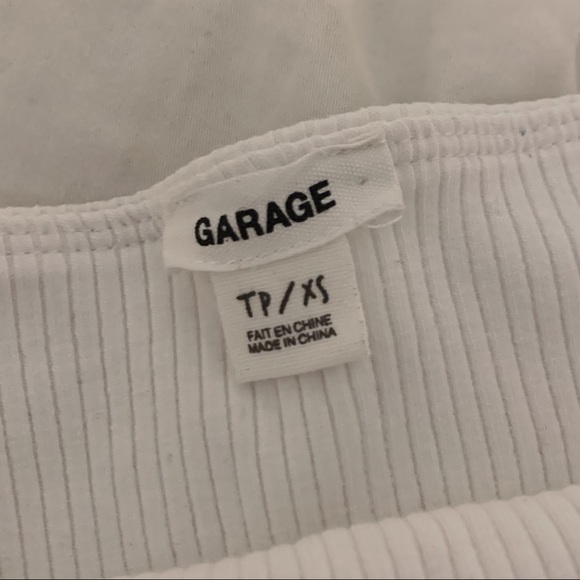 GARAGE
TP/XS
FAIT EN CHINE
MADE IN CHINA